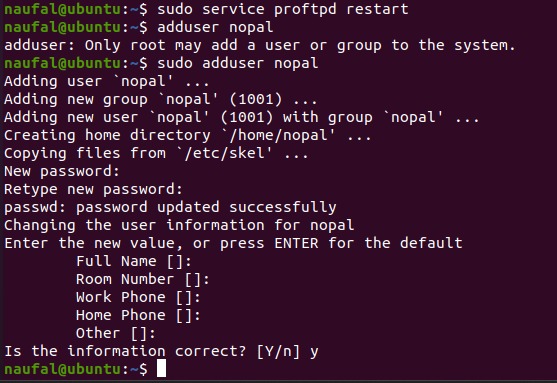 naufal@ubuntu:~$ sudo service proftpd restart
naufal@ubuntu:~$ adduser nopal
adduser: Only root may add a user or group to the system.
naufal@ubuntu:~$ sudo adduser nopal
Adding user `nopal' ...
Adding new group `nopal' (1001) ...
Adding new user `nopal' (1001) with group `nopal' ...
Creating home directory `/home/nopal' ...
Copying files from `/etc/skel' ...
New password:
Retype new password:
passwd: password updated successfully
Changing the user information for nopal
Enter the new value, or press ENTER for the default
        Full Name []:
        Room Number []:
        Work Phone []:
        Home Phone []:
        Other []:
Is the information correct? [Y/n] y
naufal@ubuntu:~$